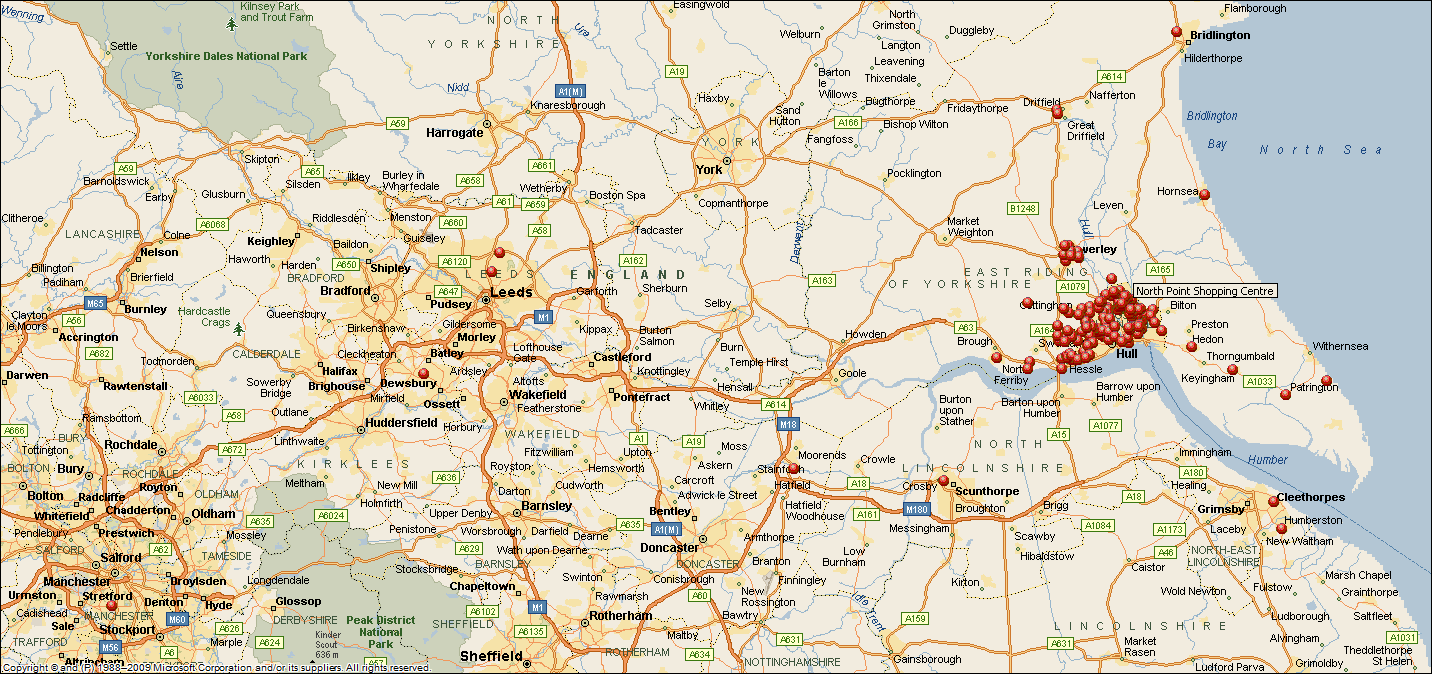 Wenning
Kilnsey Park
and Trout Farm
Settle
Yorkshire Dales National Park
Aire
NORTH
YORKSHIRE
Ure
Nidd
Easingwold
Welburn
North
Grimston
Langton
Leavening
Thixendale
Duggleby
Flamborough
Bridlington
Hilderthorpe
A614
A19
A1(M)
Knaresborough
Haxby
Sand
Hutton
Barton
le
Willows
Bugthorpe
Fridaythorpe
Driffield
Nafferton
Great
Driffield
Bridlington
Bay
North Sea
A59
Harrogate
YORK
York
A166
Fangfoss
Bishop Wilton
Skipton
A59
Barnoldswick
Earby
A65
Silsden
Ilkley
Burley in
Wharfedale
A658
A661
Wetherby
Boston Spa
A61
A659
Copmanthorpe
Pocklington
Hornsea
Leven
B1248
Hull
Glusburn
Clitheroe
A6068
Riddlesden
Menston
A660
A58
Tadcaster
Market
Weighton
Derwent
LANCASHIRE
Colne
Nelson
Keighley
Baildon
Guiseley
verley
Haworth
Harden
A650
Shipley
A6120
LEEDS
ENGLAND
A162
A163
EAST RIDING
OF YORKSHIRE
A165
A1079
Billington
Padiham
Brierfield
BRADFORD
Bradford
A647
Pudsey
Leeds
Garforth
Sherburn
Selby
North Point Shopping Centre
M65
Burnley
Hardcastle
Crags
Queensbury
Gildersome
M1
Cottingham
Bilton
Clayton
le Moors
A56
Accrington
Birkenshaw
Morley
Kippax
Burton
Salmon
Howden
A63
Brough
A164
Preston
Hedon
A682
Todmorden
CALDERDALE
Cleckheaton
Batley
Lofthouse
Gate
Castleford
Burn
Temple Hirst
Hull
Thorngumbald
Withernsea
Halifax
Ardsley
Knottingley
Hensall
Goole
North
Ferriby
Hessle
Keyingham
A1033
Patrington
Darwen
Rawtenstall
Sowerby
Bridge
Brighouse
Dewsbury
Mirfield
Ossett
Altofts
Wakefield
Featherstone
Pontefract
Whitley
A614
Barrow upon
Humber
Barton upon
Humber
Burton
upon
Stather
A6033
A58
Outlane
Ramsbottom
Huddersfield
Horbury
M18
A1077
A666
BURY
Tottington
Rochdale
A672
Linthwaite
WAKEFIELD
Fitzwilliam
A1
Upton
A19
Moss
A15
NORTH
LINCOLNSHIRE
BOLTON
Bury
ROCHDALE
KIRKLEES
Royston
Hemsworth
Askern
Moorends
Crowle
Immingham
Humber
A180
Healing
Bolton
Radcliffe
Royton
Meltham
New Mill
A636
Darton
Cudworth
Carcroft
Stainforth
Hatfield
A18
Crosby
Scunthorpe
A18
Cleethorpes
Whitefield
Chadderton
OLDHAM
Oldham
Holmfirth
Upper Denby
Barnsley
Adwick le Street
Hatfield
Woodhouse
A161
M180
Broughton
Brigg
Grimsby
Humberston
Prestwich
A635
A6024
Penistone
Worsbrough
Darfield
Dearne
A635
Bentley
A1(M)
Messingham
A1084
A1173
Laceby
New Waltham
Pendlebury
Mossley
A62
SALFORD
Salford
TAMESIDE
A629
Wath upon Dearne
BARNSLEY
Doncaster
Armthorpe
DONCASTER
Branton
Low
Burnham
Scawby
Hibaldstow
A46
Caistor
NORTH-EAST
LINCOLNSHIRE
Manchester
Droylsden
Longdendale
Stocksbridge
Swinton
Conisbrough
Finningley
Kirton
Fulstow
Marsh Chapel
Grainthorpe
Urmston
Stretford
Denton
Hyde
Glossop
Chapeltown
Rawmarsh
A60
New
Rossington
Wold Newton
Cadishead
MANCHESTER
Sale
M60
A626
DERBYSHIRE
Peak District
National
Park
A6102
M1
Rotherham
Bawtry
Idle
Trent
A159
LINCOLNSHIRE
Ludborough
Saltfleet
TRAFFORD
Stockport
Marple
A624
Kinder
Scout
636 m
SHEFFIELD
A6135
Maltby
A631
A631
Market
Rasen
Alvingham
A1031
M56
A6
A57
Altrincham
Sheffield
ROTHERHAM
A634
NOTTINGHAMSHIRE
Gainsborough
Ludford Parva
Grimoldby
Theddlethorpe
St Helen
Copyright © and (P) 1988–2009 Microsoft Corporation and/or its suppliers. All rights reserved.